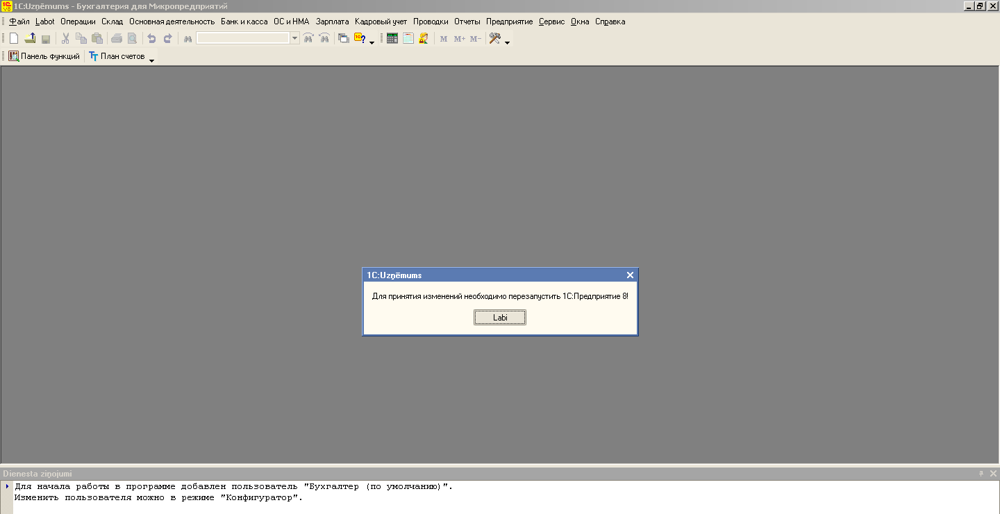 1C:Uzņēmums - Бухгалтерия для Микропредприятий
Файл Labot Операции Склад Основная деятельность Банк и касса ОС и НМА Зарплата Кадровый учет Проводки Отчеты Предприятие Сервис Окна Справка
M M+ M-
Панель функций План счетов
1C:Uzņēmums
Для принятия изменений необходимо перезапустить 1С:Предприятие 8!
Labi
Dienesta ziņojumi
Для начала работы в программе добавлен пользователь "Бухгалтер (по умолчанию)".
Изменить пользователя можно в режиме "Конфигуратор".